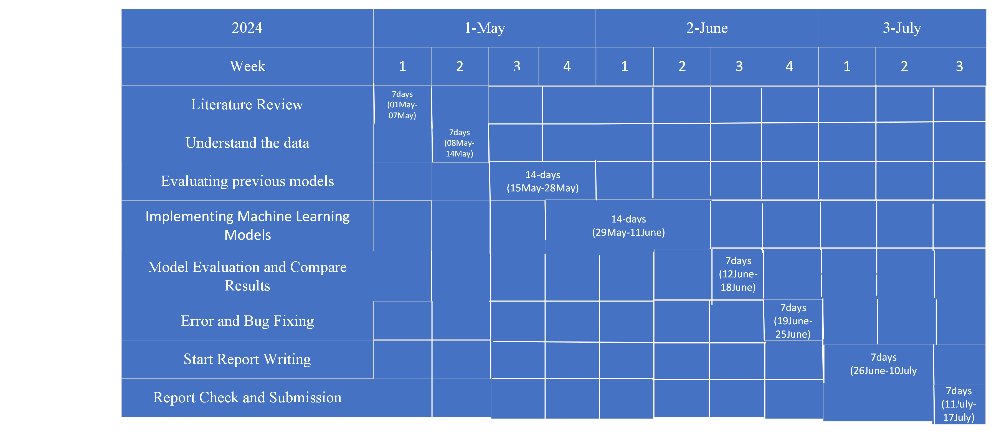 2024 1-May 2-June 3-July
Week 1 2 3 4 1 2 3 4 1 2 3
Literature Review
7days
(01May-
07May)
Understand the data
7days
(08May-
14May)
Evaluating previous models
14-days
(15May-28May)
Implementing Machine Learning
Models
14-days
(29May-11June)
Model Evaluation and Compare
Results
7days
(12June-
18June)
Error and Bug Fixing
7days
(19June-
25June)
Start Report Writing
7days
(26June-10July
Report Check and Submission
7days
(11July-
17July)